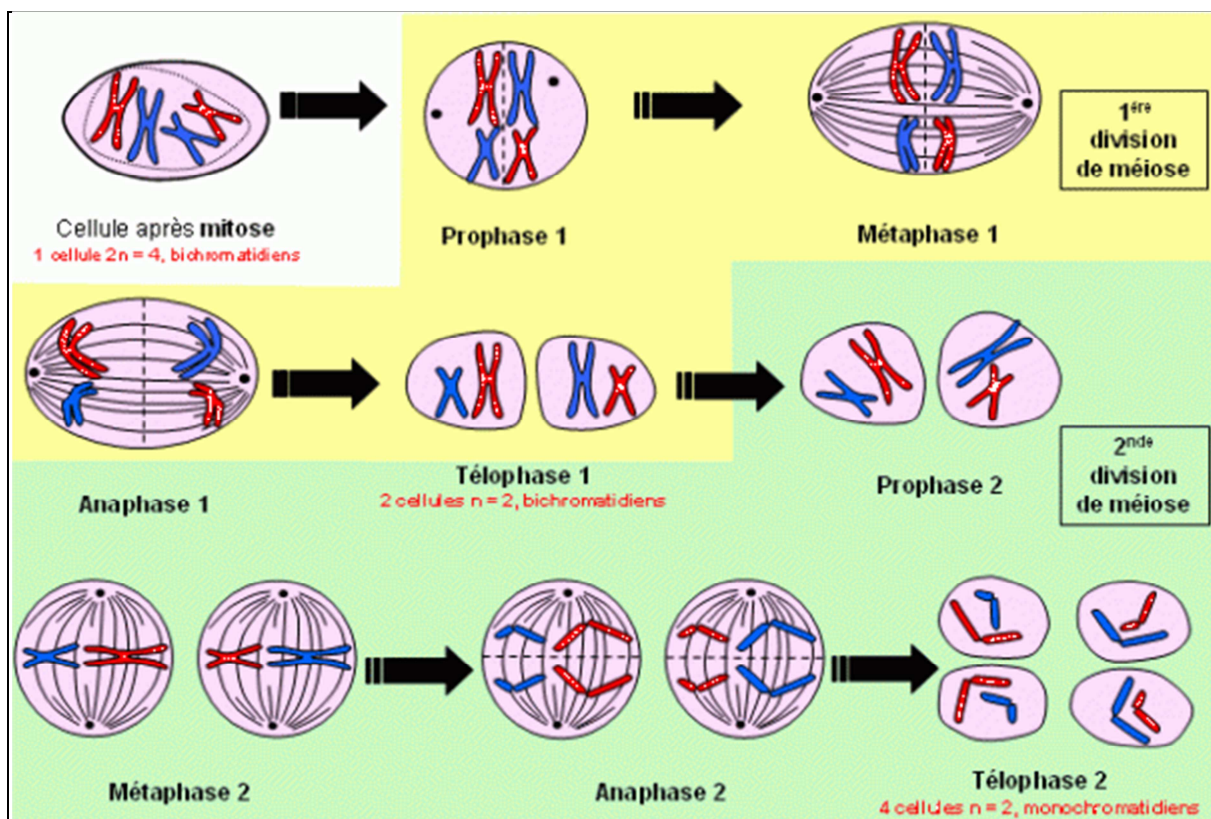 Cellule après mitose
1 cellule 2n = 4, bichromatidiens
Prophase 1
Métaphase 1
1ére
division
de méiose
Anaphase 1
Télophase 1
2 cellules n = 2, bichromatidiens
Prophase 2
2nde
division
de méiose
Métaphase 2
Anaphase 2
Télophase 2
4 cellules n = 2, monochromatidiens